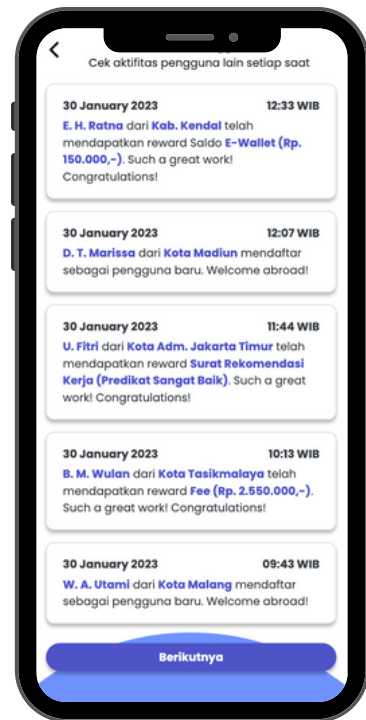 Cek aktifitas pengguna lain setiap saat
30 January 2023 12:33 WIB
E. H. Ratna dari Kab. Kendal telah
mendapatkan reward Saldo E-Wallet (Rp.
150.000,-). Such a great work!
Congratulations!
30 January 2023 12:07 WIB
D. T. Marissa dari Kota Madiun mendaftar
sebagai pengguna baru. Welcome abroad!
30 January 2023 11:44 WIB
U. Fitri dari Kota Adm. Jakarta Timur telah
mendapatkan reward Surat Rekomendasi
Kerja (Predikat Sangat Baik). Such a great
work! Congratulations!
30 January 2023 10:13 WIB
B. M. Wulan dari Kota Tasikmalaya telah
mendapatkan reward Fee (Rp. 2.550.000,-).
Such a great work! Congratulations!
30 January 2023 09:43 WIB
W. A. Utami dari Kota Malang mendaftar
sebagai pengguna baru. Welcome abroad!
Berikutnya